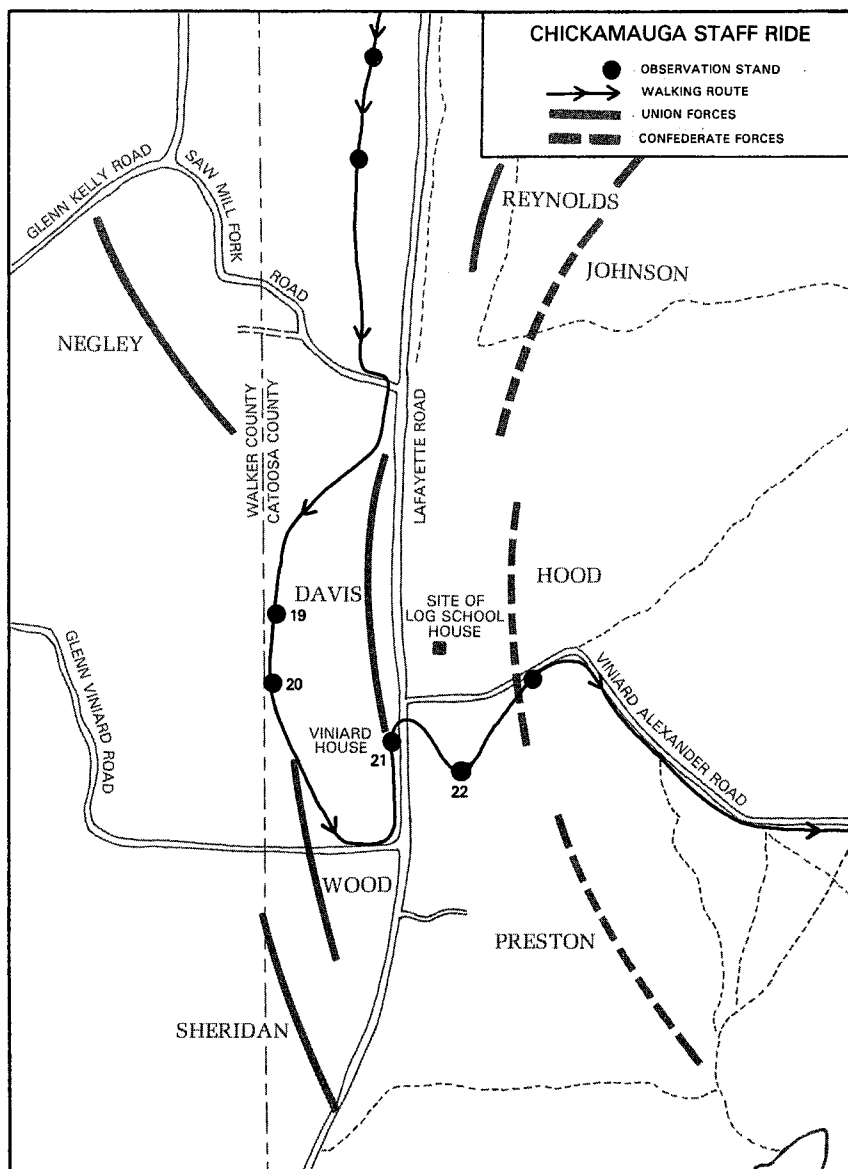 CHICKAMAUGA STAFF RIDE
OBSERVATION STAND
WALKING ROUTE
UNION FORCES
CONFEDERATE FORCES
GLENN KELLY ROAD
SAW MILL FORK
ROAD
REYNOLDS
JOHNSON
NEGLEY
WALKER COUNTY
CATOOSA COUNTY
LAFAYETTE ROAD
DAVIS
19
HOOD
SITE OF
LOG SCHOOL
HOUSE
20
GLENN VINIARD ROAD
VINIARD
HOUSE
21
22
VINIARD ALEXANDER ROAD
WOOD
PRESTON
SHERIDAN